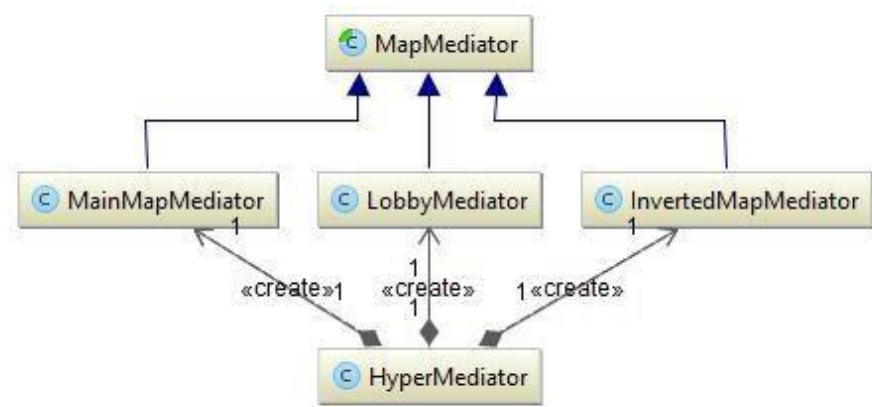 C MapMediator
C MainMapMediator
C LobbyMediator
C InvertedMapMediator
1
1
1
«create»1
«create»
1
1«create»
C HyperMediator